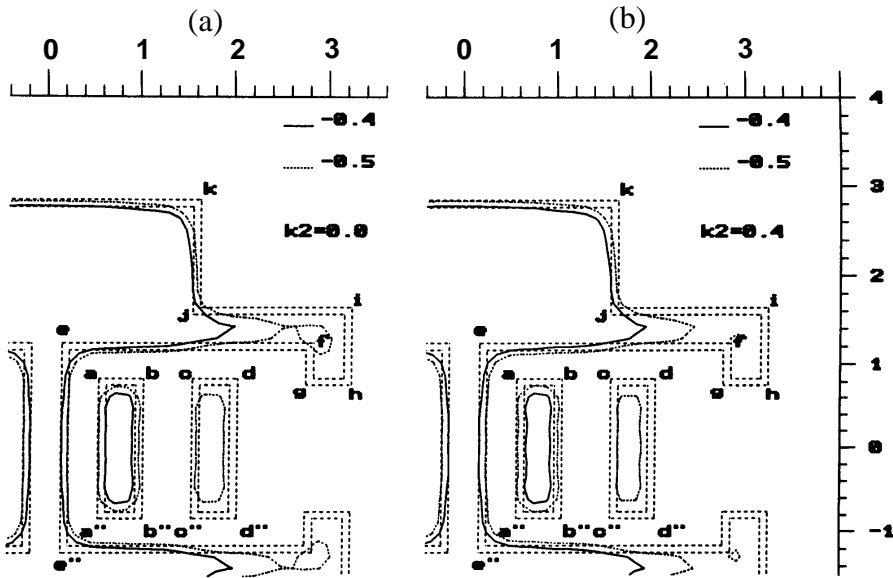 (a) (b)
0 1 2 3 0 1 2 3
4
-0.4 -0.4
-0.5 -0.5
k k 3
k2=0.0 k2=0.4
2
i i
J J
e f e f
1
a b c d a b c d
g h g h
0
a" b" c" d" a" b" c" d"
-1
e" e"